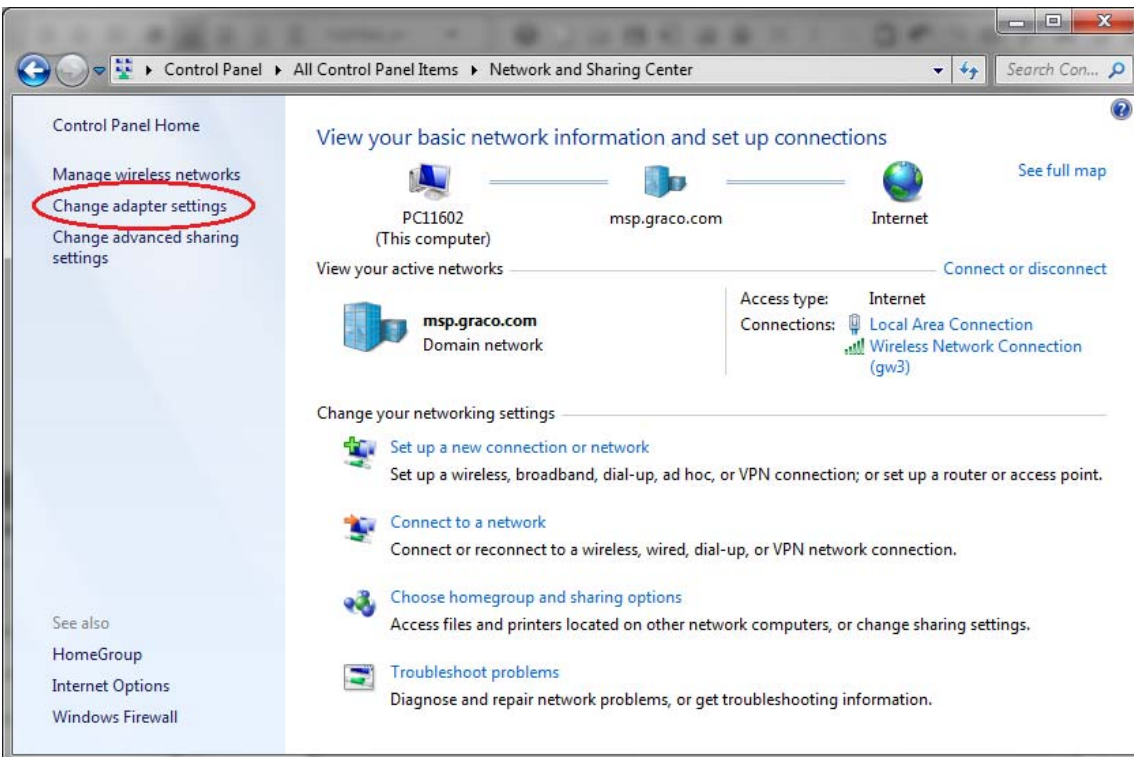 Control Panel ▸ All Control Panel Items ▸ Network and Sharing Center
Search Con...
Control Panel Home
Manage wireless networks
Change adapter settings
Change advanced sharing
settings
See also
HomeGroup
Internet Options
Windows Firewall
View your basic network information and set up connections
See full map
PC11602
(This computer)
msp.graco.com
Internet
View your active networks
Connect or disconnect
msp.graco.com
Domain network
Access type: Internet
Connections: Local Area Connection
Wireless Network Connection
(gw3)
Change your networking settings
Set up a new connection or network
Set up a wireless, broadband, dial-up, ad hoc, or VPN connection; or set up a router or access point.
Connect to a network
Connect or reconnect to a wireless, wired, dial-up, or VPN network connection.
Choose homegroup and sharing options
Access files and printers located on other network computers, or change sharing settings.
Troubleshoot problems
Diagnose and repair network problems, or get troubleshooting information.